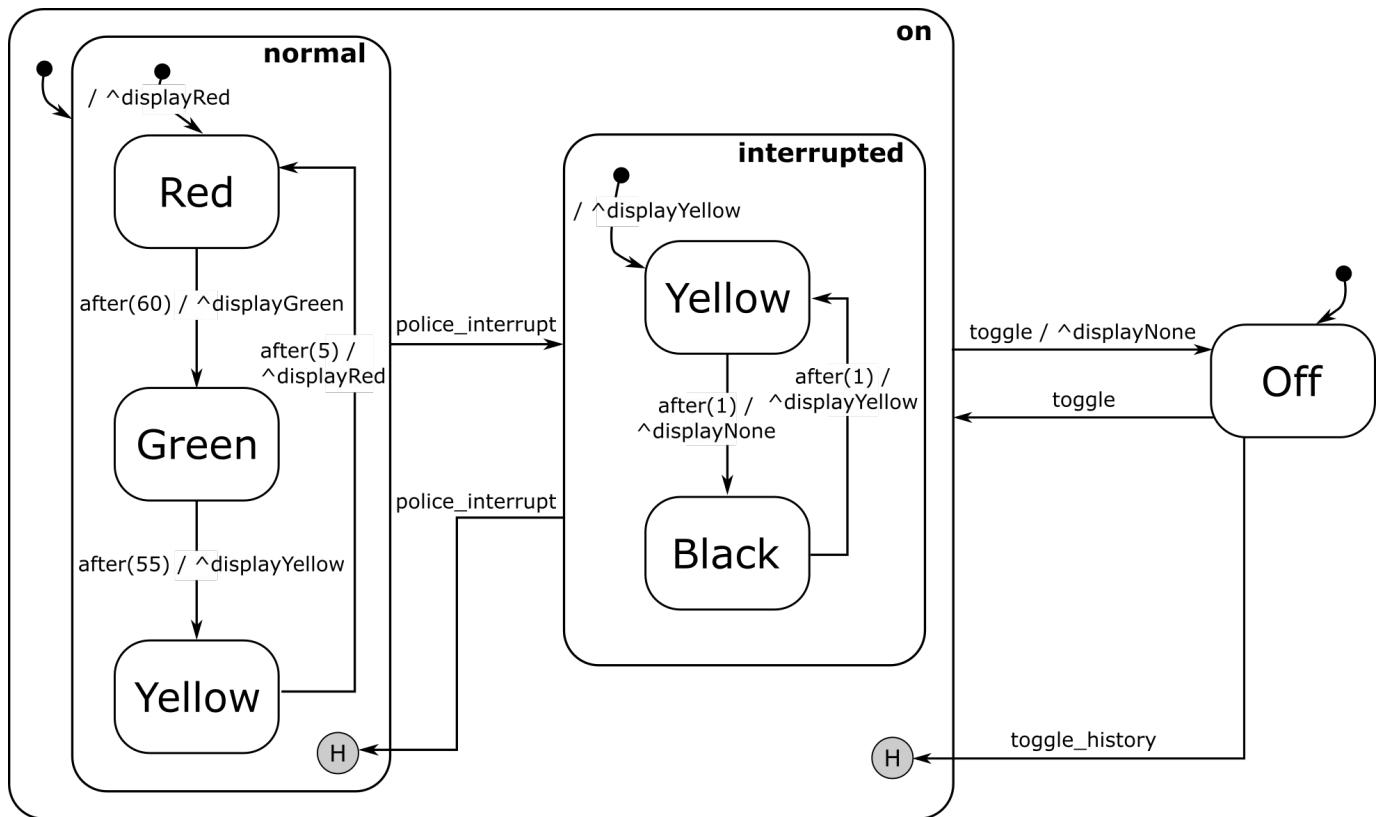 on
normal
/ ^displayRed
Red
after(60) / ^displayGreen
after(5) /
^displayRed
Green
after(55) / ^displayYellow
Yellow
H
police_interrupt
police_interrupt
interrupted
/ ^displayYellow
Yellow
after(1) /
^displayNone
after(1) /
^displayYellow
Black
H
toggle / ^displayNone
toggle
Off
toggle_history